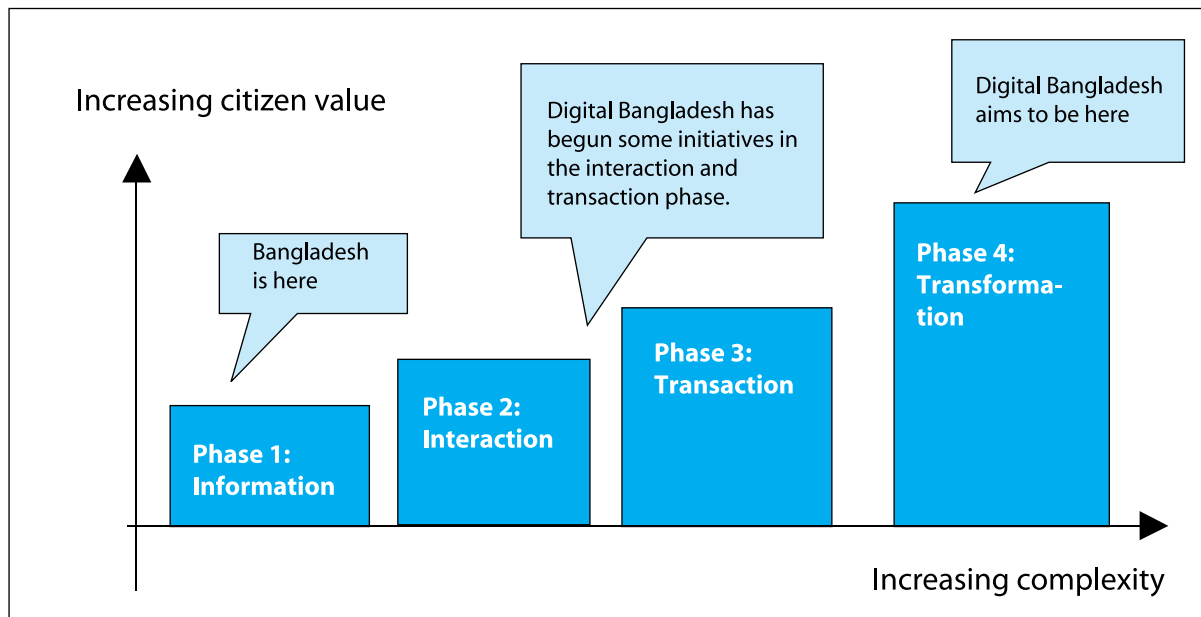 Increasing citizen value
Bangladesh
is here
Digital Bangladesh has
begun some initiatives in
the interaction and
transaction phase.
Digital Bangladesh
aims to be here
Phase 1:
Information
Phase 2:
Interaction
Phase 3:
Transaction
Phase 4:
Transforma-
tion
Increasing complexity